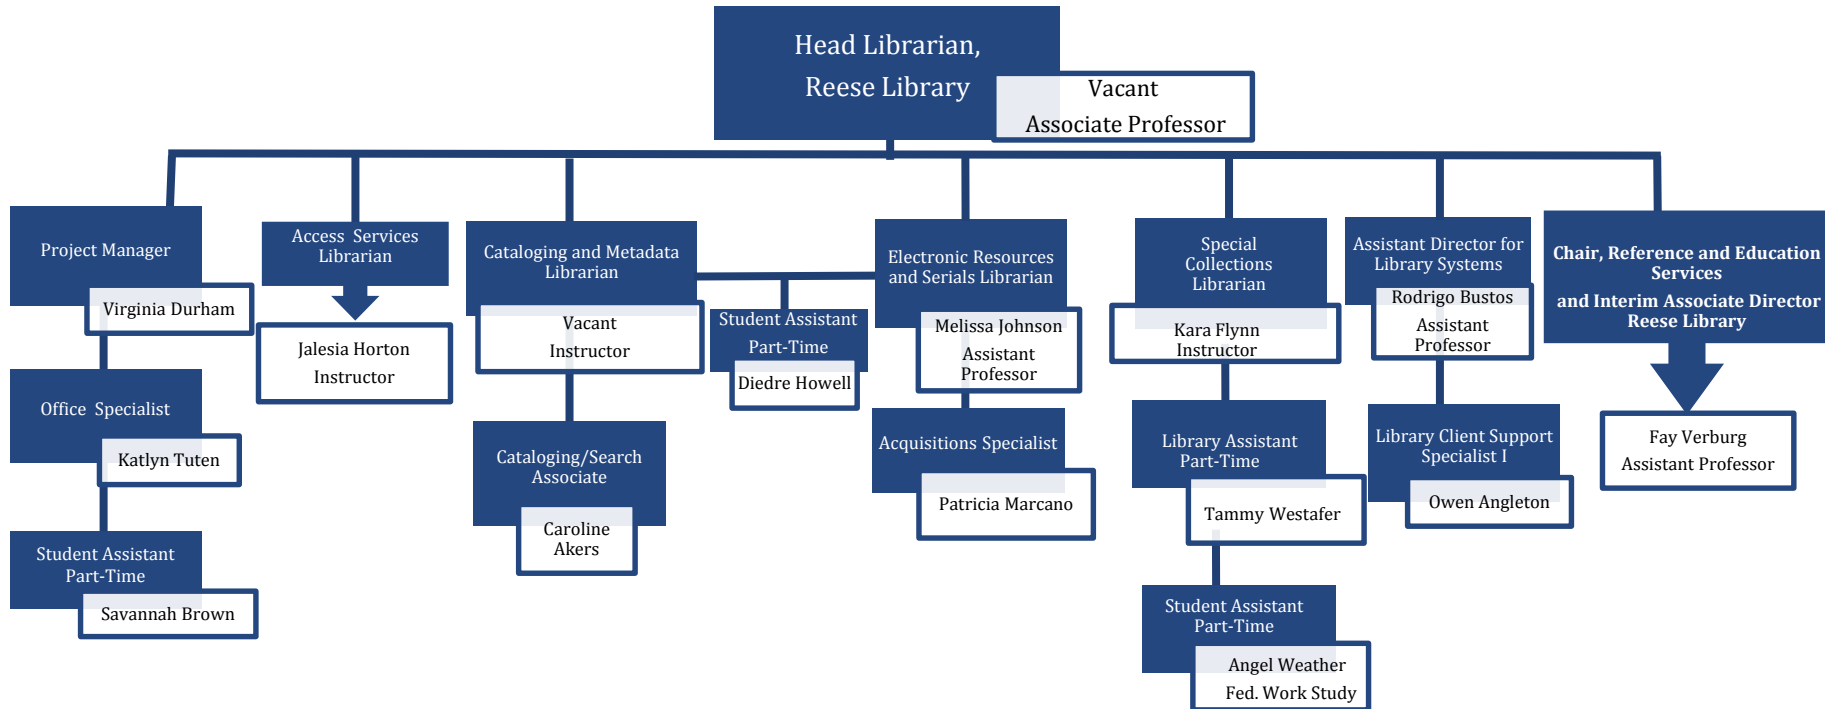 Head Librarian,
Reese Library
Vacant
Associate Professor
Project Manager
Virginia Durham
Office Specialist
Katlyn Tuten
Student Assistant
Part-Time
Savannah Brown
Access Services
Librarian
Jalesia Horton
Instructor
Cataloging and Metadata
Librarian
Vacant
Instructor
Cataloging/Search
Associate
Caroline
Akers
Student Assistant
Part-Time
Diedre Howell
Electronic Resources
and Serials Librarian
Melissa Johnson
Assistant
Professor
Acquisitions Specialist
Patricia Marcano
Special
Collections
Librarian
Kara Flynn
Instructor
Library Assistant
Part-Time
Tammy Westafer
Student Assistant
Part-Time
Angel Weather
Fed. Work Study
Assistant Director for
Library Systems
Rodrigo Bustos
Assistant
Professor
Library Client Support
Specialist I
Owen Angleton
Chair, Reference and Education
Services
and Interim Associate Director
Reese Library
Fay Verburg
Assistant Professor